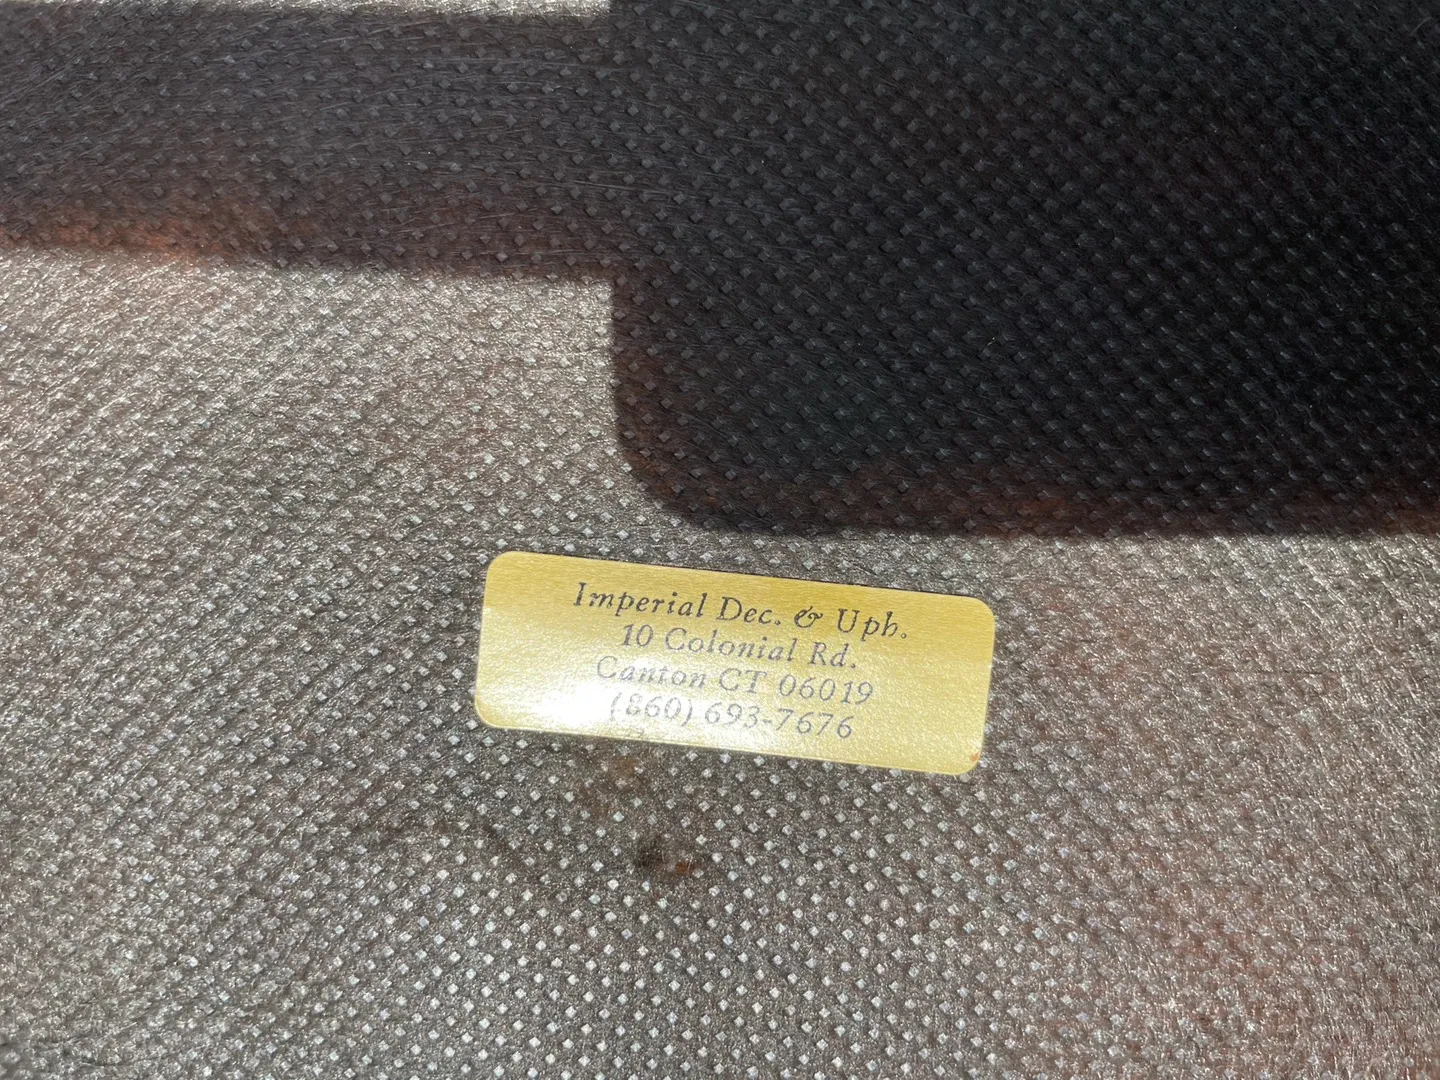 Imperial Dec. & Uph.
10 Colonial Rd.
Canton CT 06019
(860) 693-7676